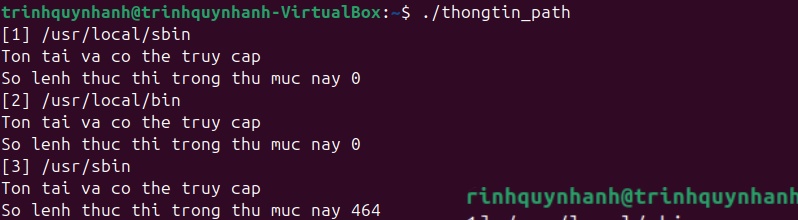 trinhquynhanh@trinhquynhanh-VirtualBox:~$ ./thongtin_path
[1] /usr/local/sbin
Ton tai va co the truy cap
So lenh thuc thi trong thu muc nay 0
[2] /usr/local/bin
Ton tai va co the truy cap
So lenh thuc thi trong thu muc nay 0
[3] /usr/sbin
Ton tai va co the truy cap
So lenh thuc thi trong thu muc nay 464
rinhquynhanh@trinhquynhanh